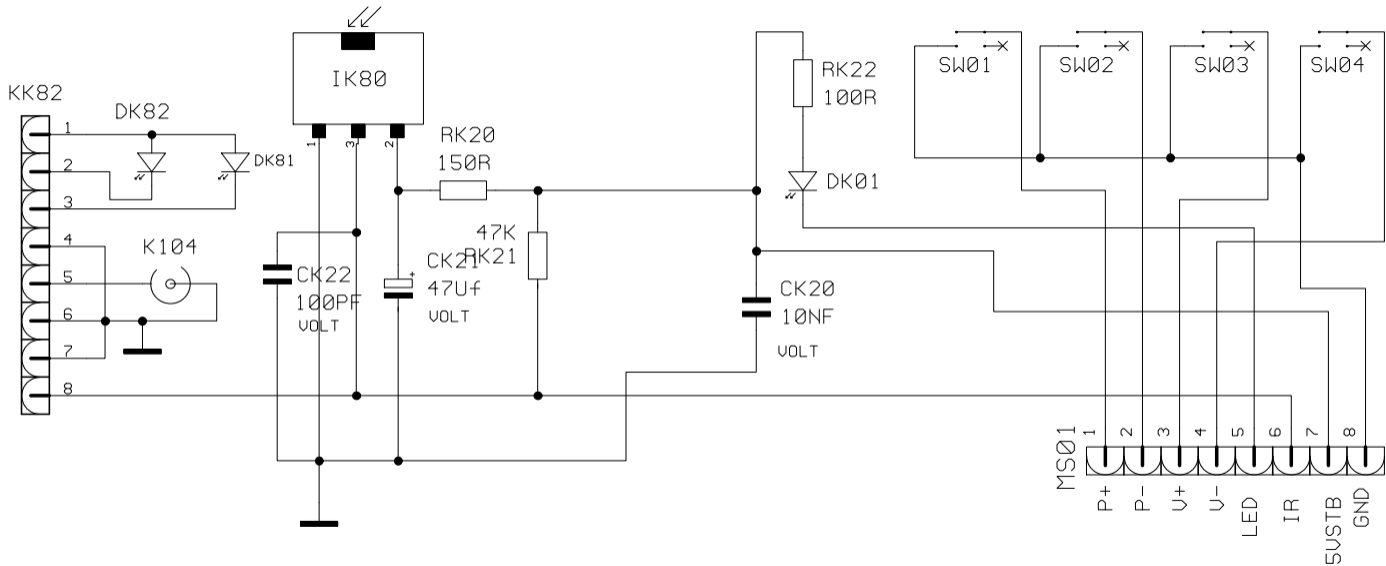 KK82
1
2
3
4
5
6
7
8
DK82
DK81
K104
IK80
1
3
2
RK20
150R
47K
RK21
CK22
100PF
VOLT
CK21
+
47Uf
VOLT
RK22
100R
DK01
CK20
10NF
VOLT
SW01
SW02
SW03
SW04
MS01
1
2
3
4
5
6
7
8
P+
P-
V+
V-
LED
IR
5VSTB
GND